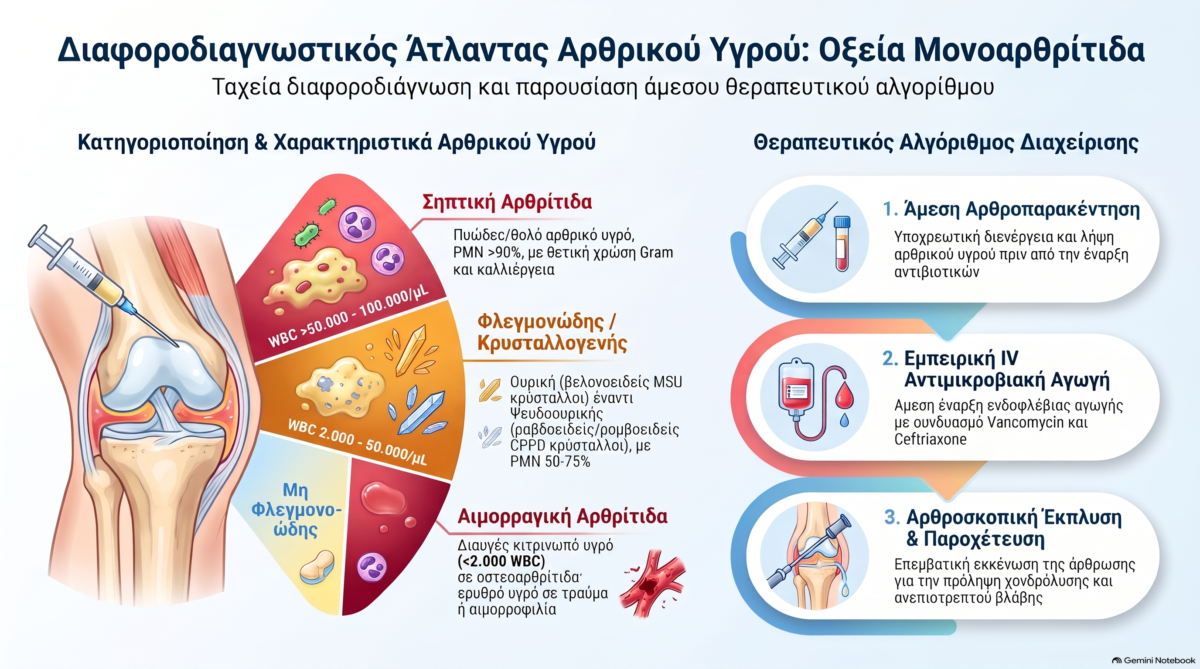 Διαφοροδιαγνωστικός Άτλαντας Αρθρικού Υγρού: Οξεία Μονοαρθρίτιδα
Ταχεία διαφοροδιάγνωση και παρουσίαση άμεσου θεραπευτικού αλγορίθμου
Κατηγοριοποίηση & Χαρακτηριστικά Αρθρικού Υγρού
WBC >50.000 - 100.000/μL
Σηπτική Αρθρίτιδα
Πυώδες/θολό αρθρικό υγρό,
PMN >90%, με θετική χρώση Gram
και καλλιέργεια
WBC 2.000 - 50.000/μL
Φλεγμονώδης /
Κρυσταλλογενής
Ουρική (βελονοειδείς MSU
κρύσταλλοι) έναντι
Ψευδοουρικής
(ραβδοειδείς/ρομβοειδείς
CPPD κρύσταλλοι), με
PMN 50-75%
Μη
Φλεγμονο-
ώδης
Αιμορραγική Αρθρίτιδα
Διαυγές κιτρινωπό υγρό
(<2.000 WBC)
σε οστεοαρθρίτιδα·
ερυθρό υγρό σε τραύμα
ή αιμορροφιλία
Θεραπευτικός Αλγόριθμος Διαχείρισης
1. Άμεση Αρθροπαρακέντηση
Υποχρεωτική διενέργεια και λήψη
αρθρικού υγρού πριν από την έναρξη
αντιβιοτικών
2. Εμπειρική IV
Αντιμικροβιακή Αγωγή
Αμεση έναρξη ενδοφλέβιας αγωγής
με συνδυασμό Vancomycin και
Ceftriaxone
3. Αρθροσκοπική Έκπλυση
& Παροχέτευση
Επεμβατική εκκένωση της άρθρωσης
για την πρόληψη χονδρόλυσης και
ανεπιοτρεπτού βλάβης
Gemini Notebook